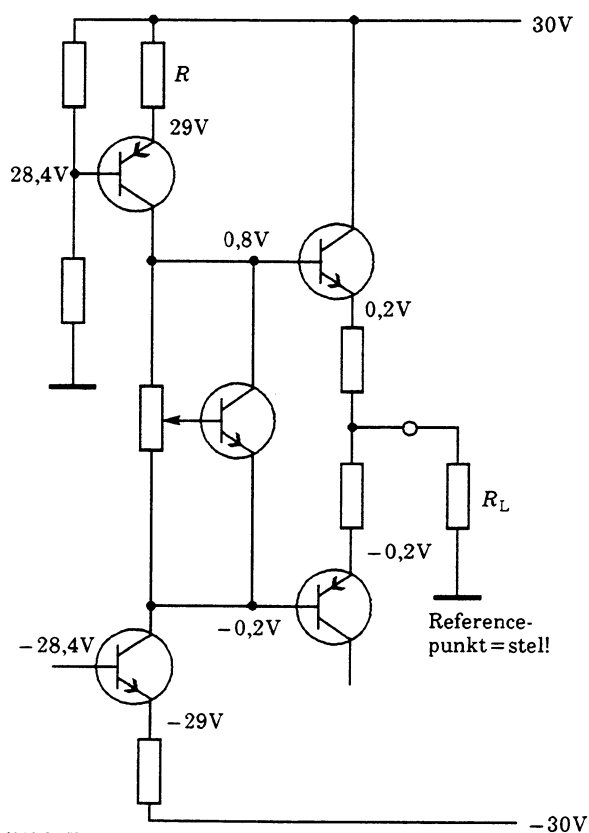 30V
R
29V
28,4V
0,8V
0,2V
R_L
−0,2V
−0,2V
Reference-
punkt=stel!
−28,4V
−29V
−30V